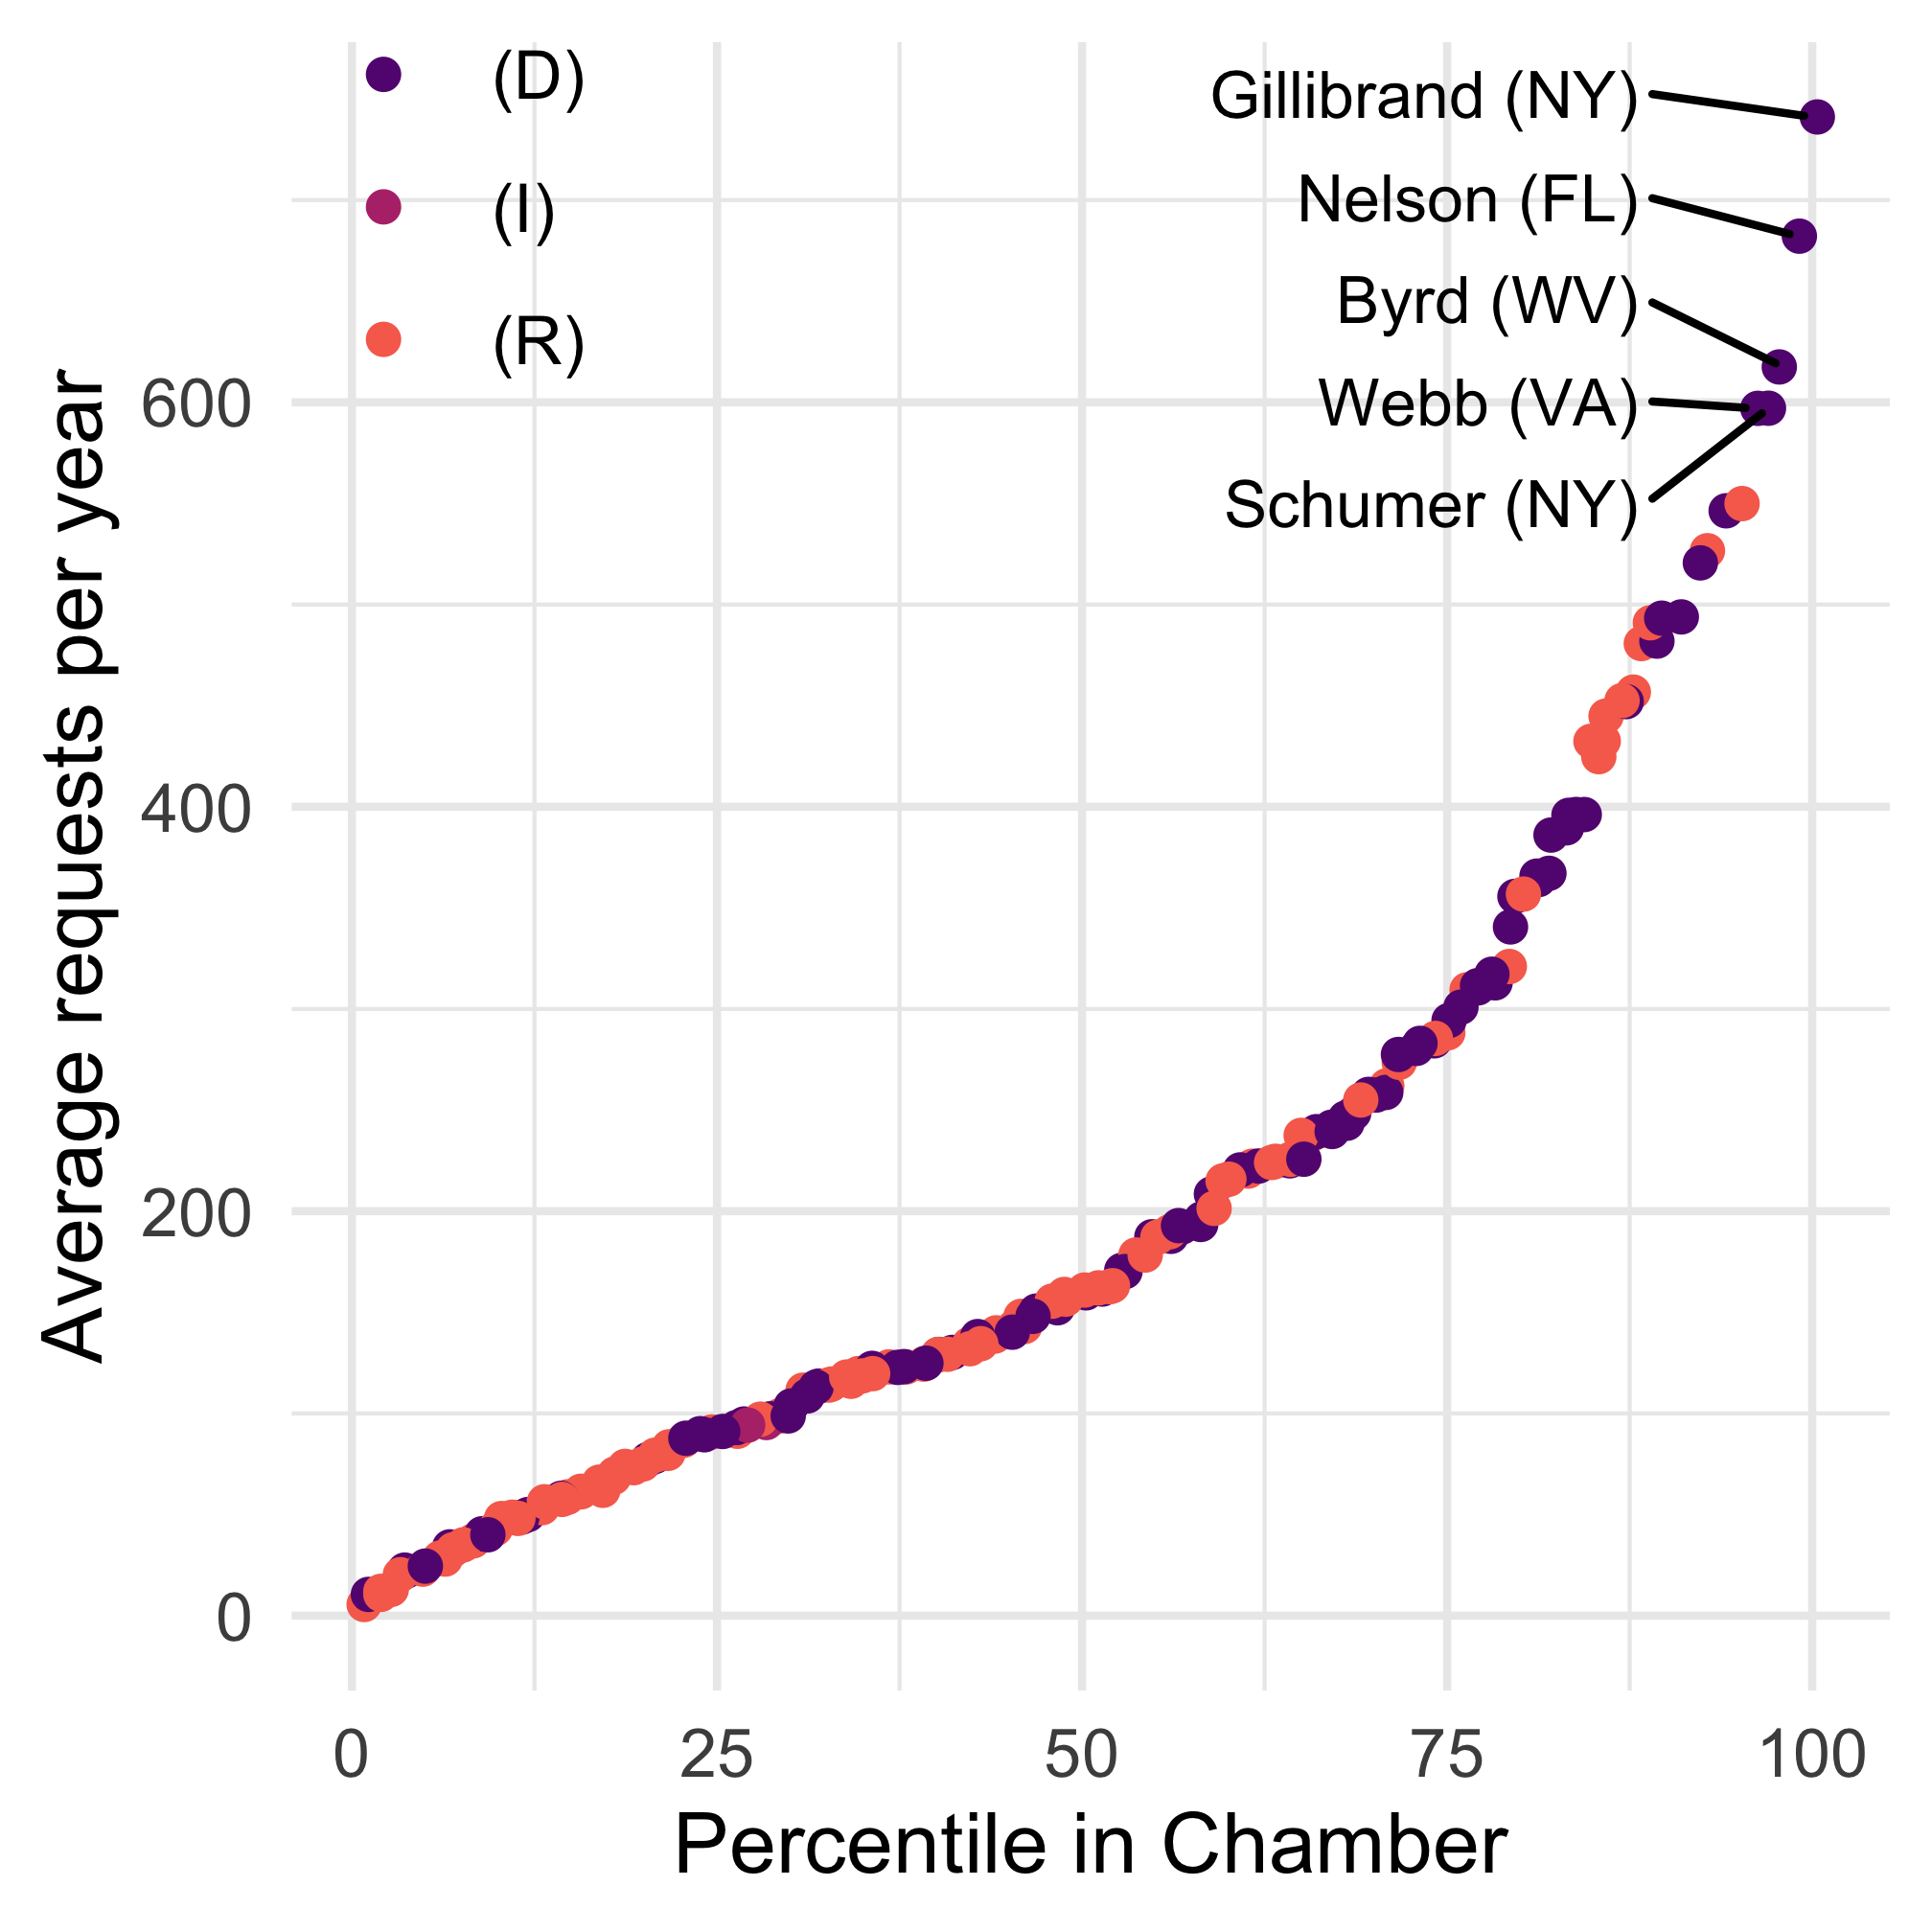 (D)
(I)
(R)
Gillibrand (NY)
Nelson (FL)
Byrd (WV)
Webb (VA)
Schumer (NY)
Average requests per year
600
400
200
0
0 25 50 75 100
Percentile in Chamber